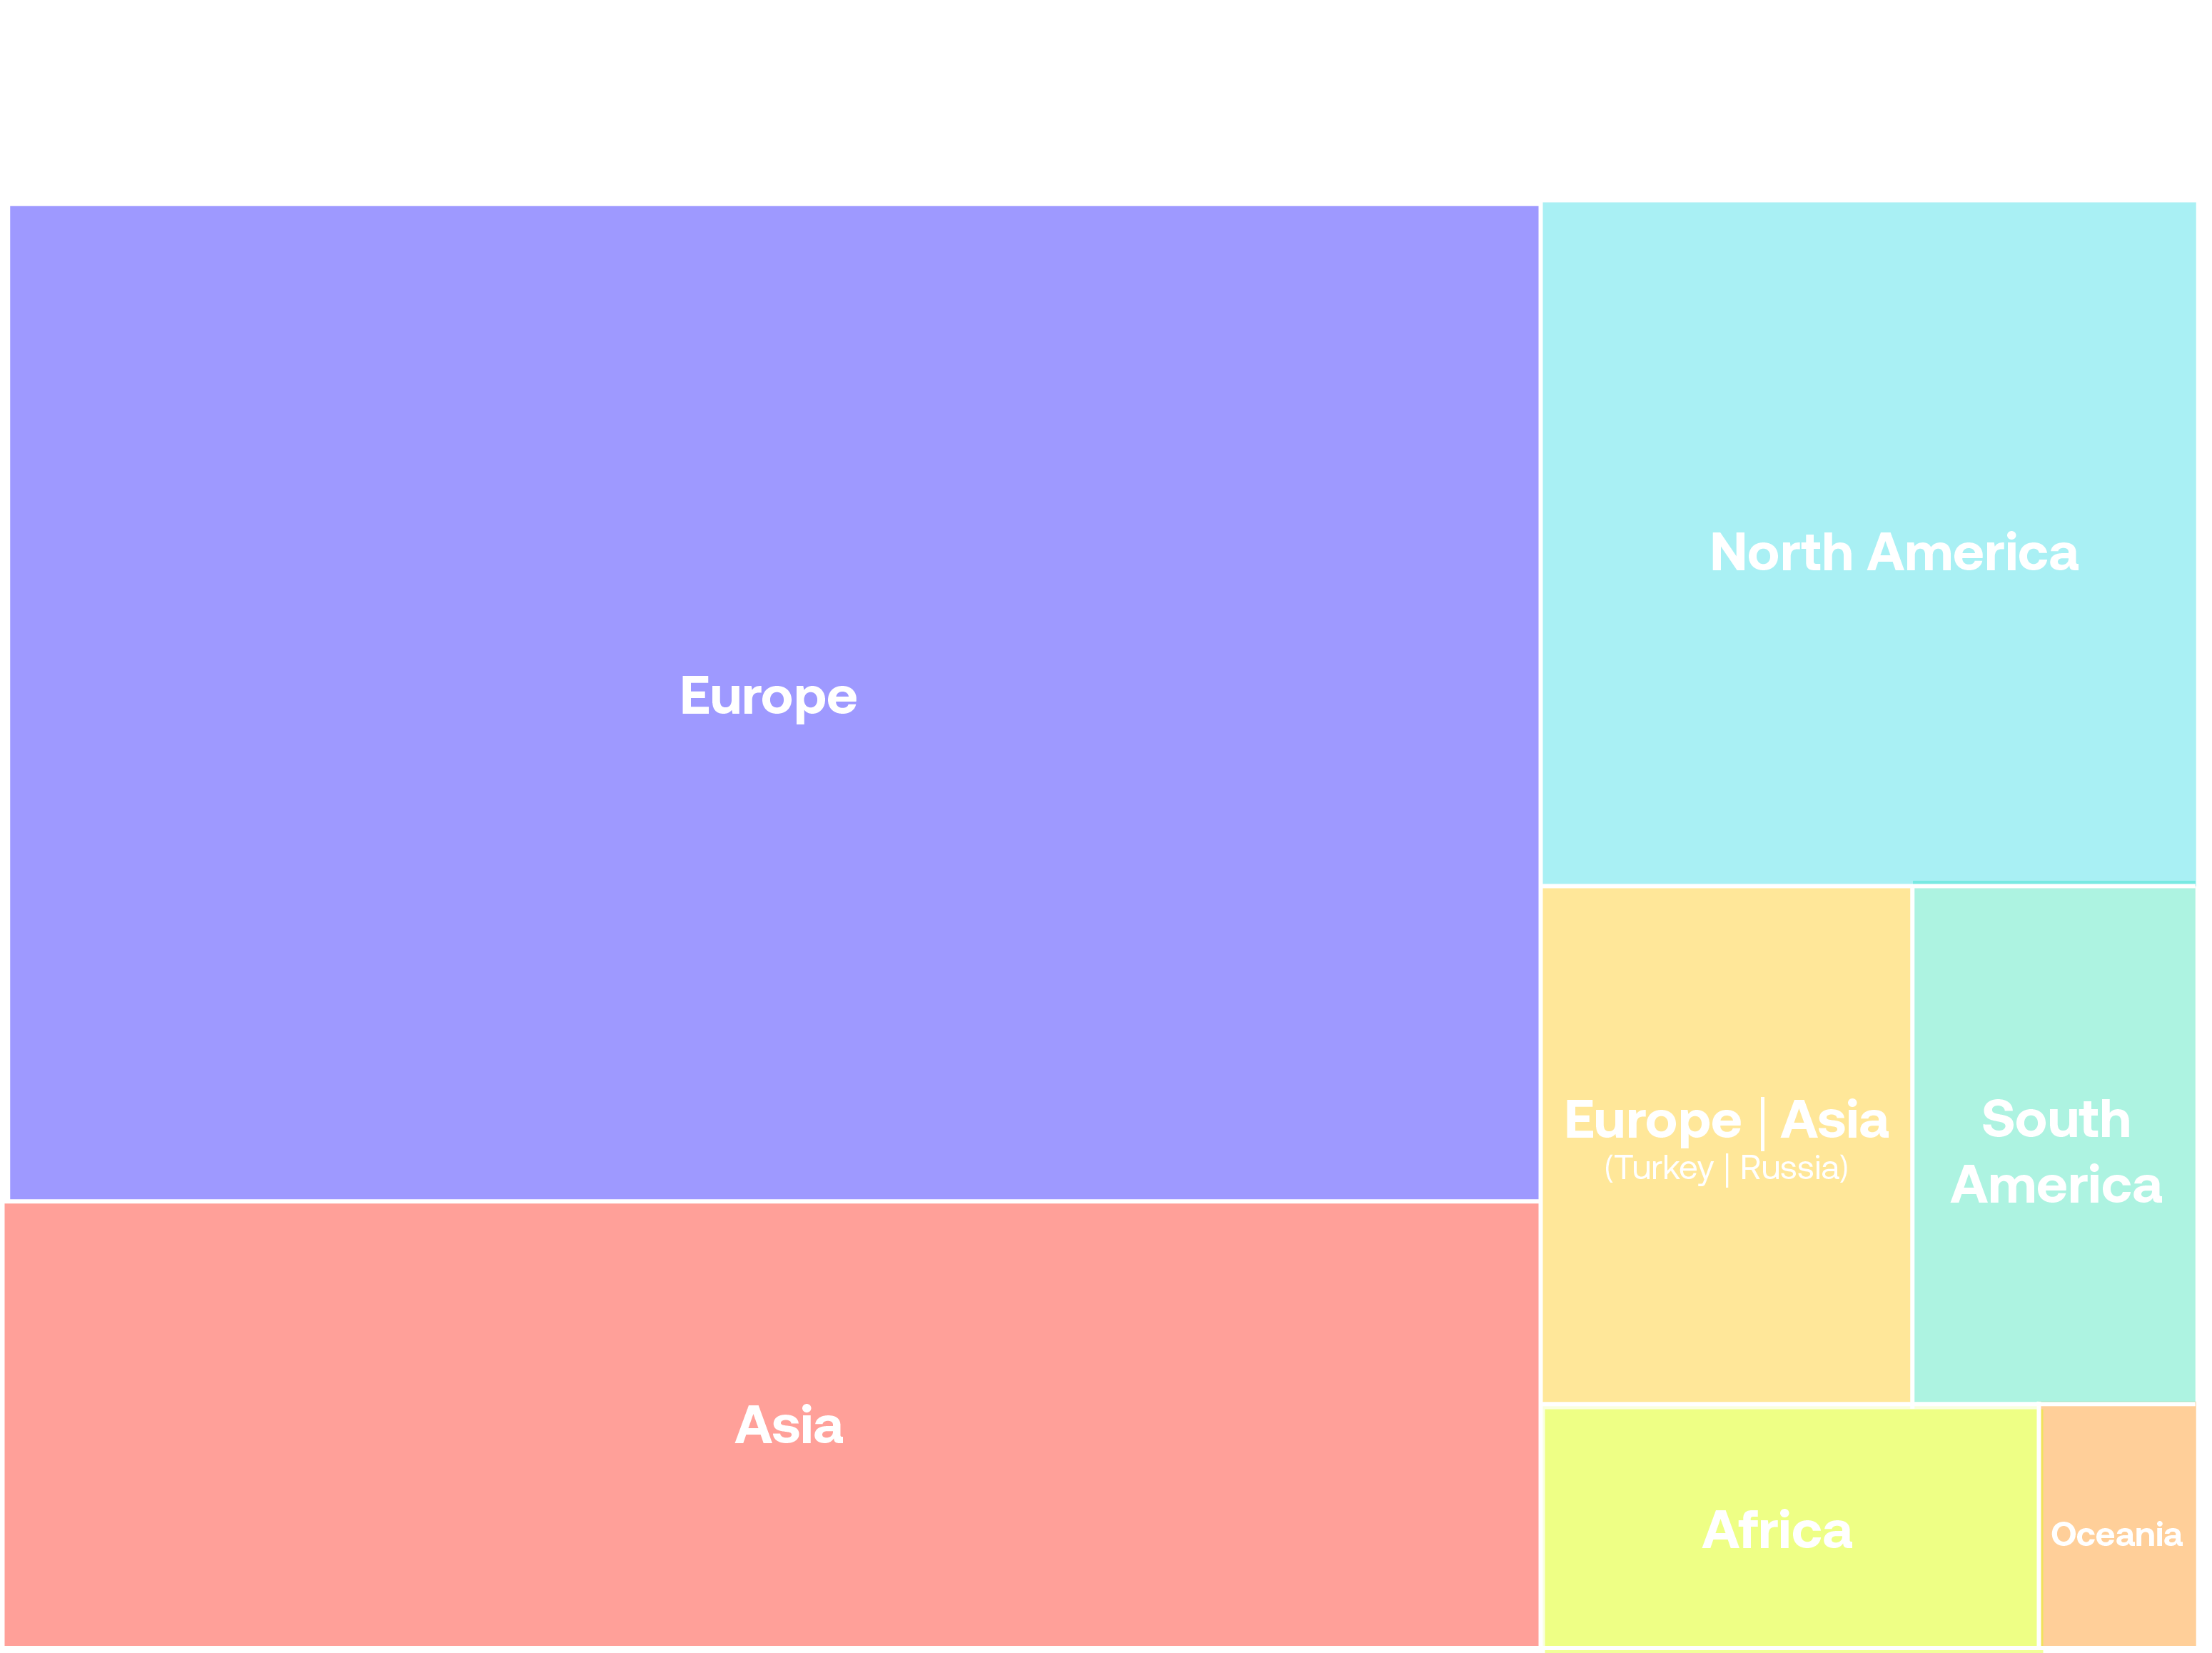 North America
Europe
Europe | Asia
(Turkey | Russia)
South
America
Asia
Africa
Oceania